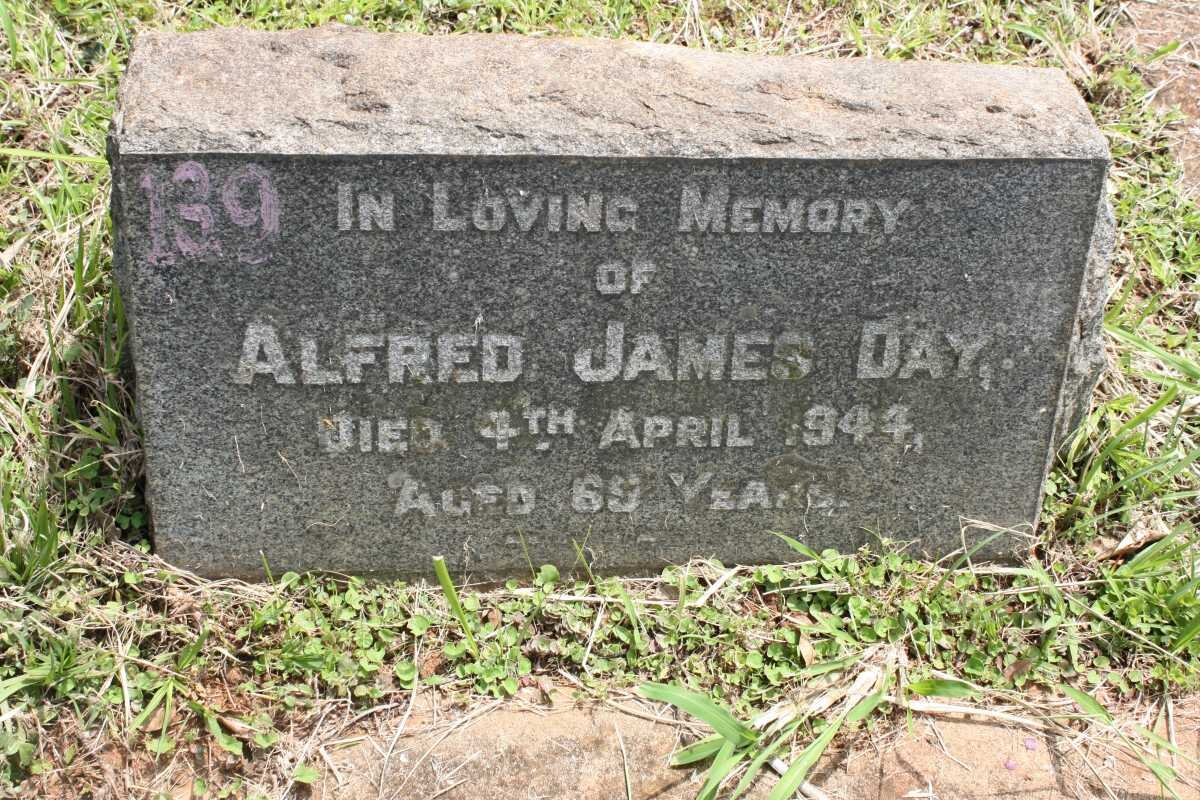 139
IN LOVING MEMORY
OF
ALFRED JAMES DAY,
DIED 4TH, APRIL 1944,
AGED 69 YEARS.